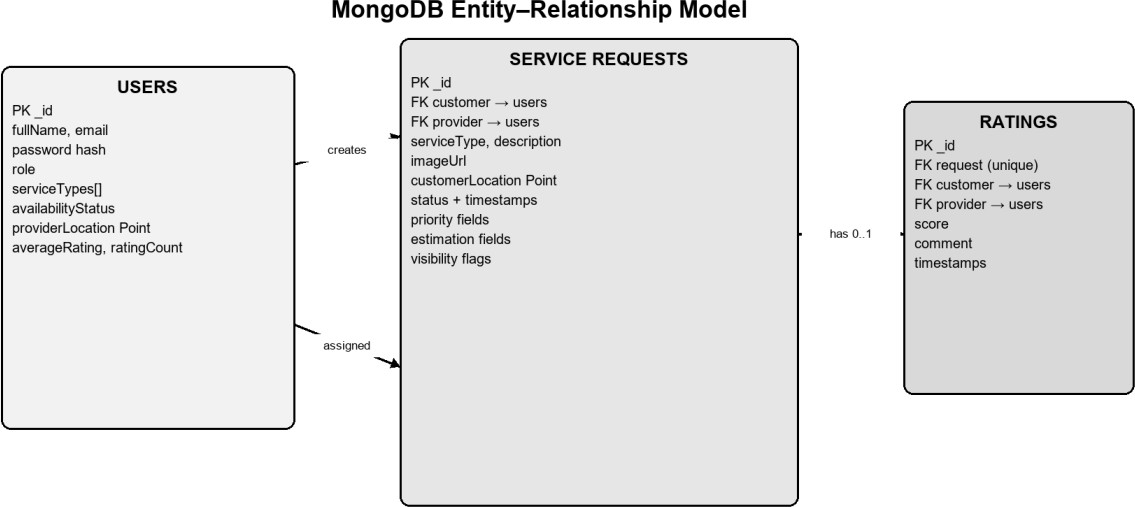 MongoDB Entity–Relationship Model
USERS
PK _id
fullName, email
password hash
role
serviceTypes[]
availabilityStatus
providerLocation Point
averageRating, ratingCount
creates
assigned
SERVICE REQUESTS
PK _id
FK customer → users
FK provider → users
serviceType, description
imageUrl
customerLocation Point
status + timestamps
priority fields
estimation fields
visibility flags
has 0..1
RATINGS
PK _id
FK request (unique)
FK customer → users
FK provider → users
score
comment
timestamps